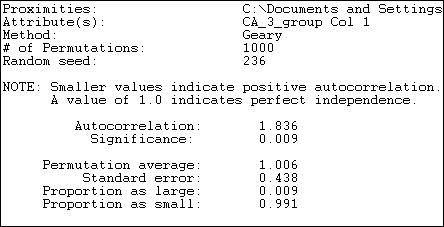 Proximities: C:\Documents and Settings
Attribute(s): CA_3_group Col 1
Method: Geary
# of Permutations: 1000
Random seed: 236
NOTE: Smaller values indicate positive autocorrelation.
A value of 1.0 indicates perfect independence.
Autocorrelation: 1.836
Significance: 0.009
Permutation average: 1.006
Standard error: 0.438
Proportion as large: 0.009
Proportion as small: 0.991